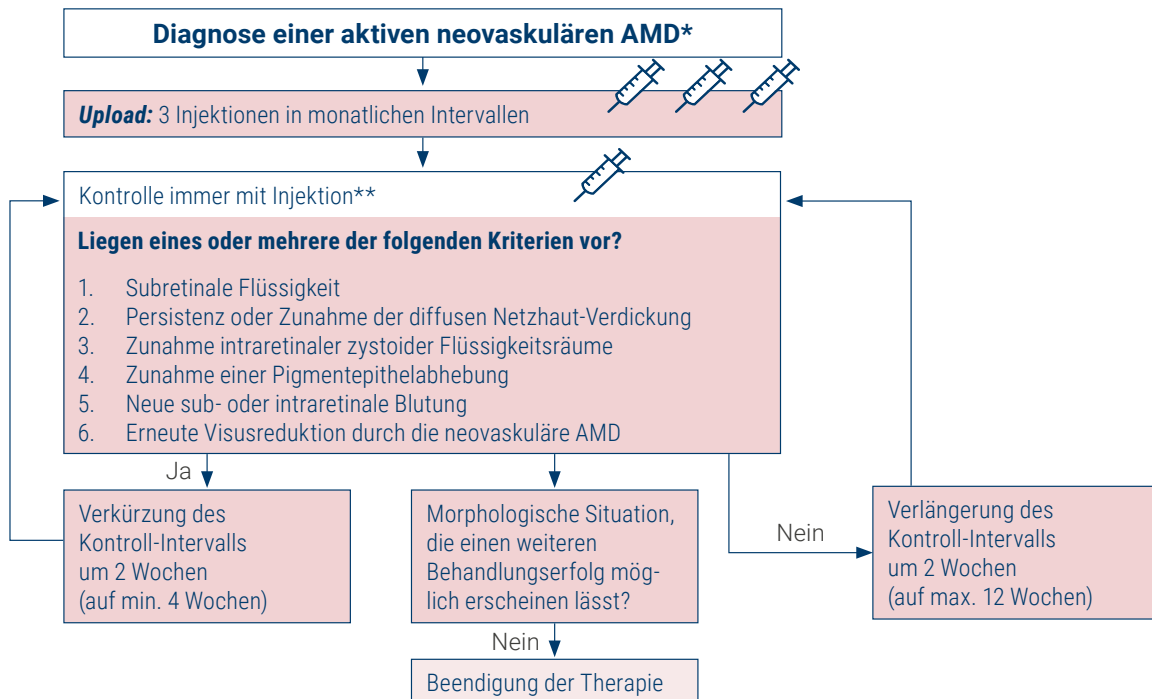 Diagnose einer aktiven neovaskulären AMD*
Upload: 3 Injektionen in monatlichen Intervallen
Kontrolle immer mit Injektion**
Liegen eines oder mehrere der folgenden Kriterien vor?
1. Subretinale Flüssigkeit
2. Persistenz oder Zunahme der diffusen Netzhaut-Verdickung
3. Zunahme intraretinaler zystoider Flüssigkeitsräume
4. Zunahme einer Pigmentepithelabhebung
5. Neue sub- oder intraretinale Blutung
6. Erneute Visusreduktion durch die neovaskuläre AMD
Ja
Verkürzung des
Kontroll-Intervalls
um 2 Wochen
(auf min. 4 Wochen)
Morphologische Situation,
die einen weiteren
Behandlungserfolg mög-
lich erscheinen lässt?
Nein
Beendigung der Therapie
Nein
Verlängerung des
Kontroll-Intervalls
um 2 Wochen
(auf max. 12 Wochen)